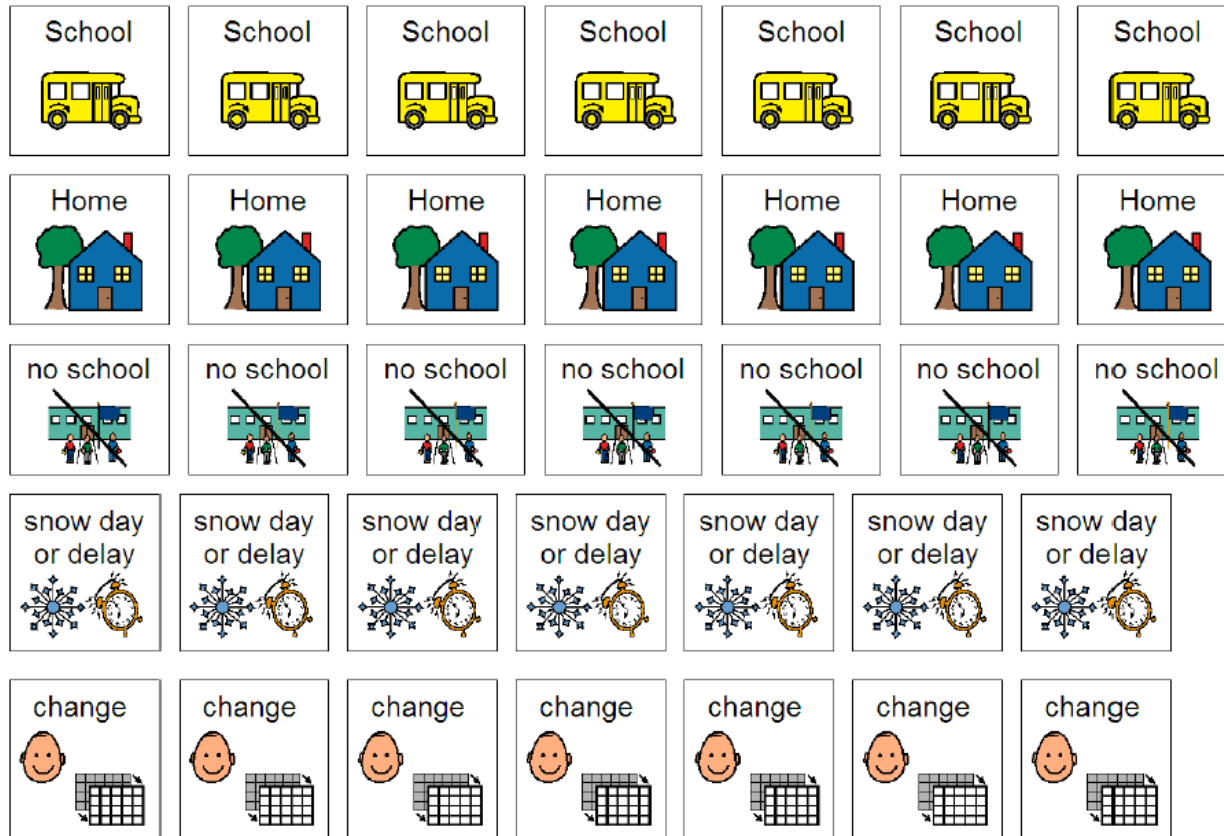 School School School School School School School
Home Home Home Home Home Home Home
no school no school no school no school no school no school no school
snow day snow day snow day snow day snow day snow day snow day
or delay or delay or delay or delay or delay or delay or delay
change change change change change change change